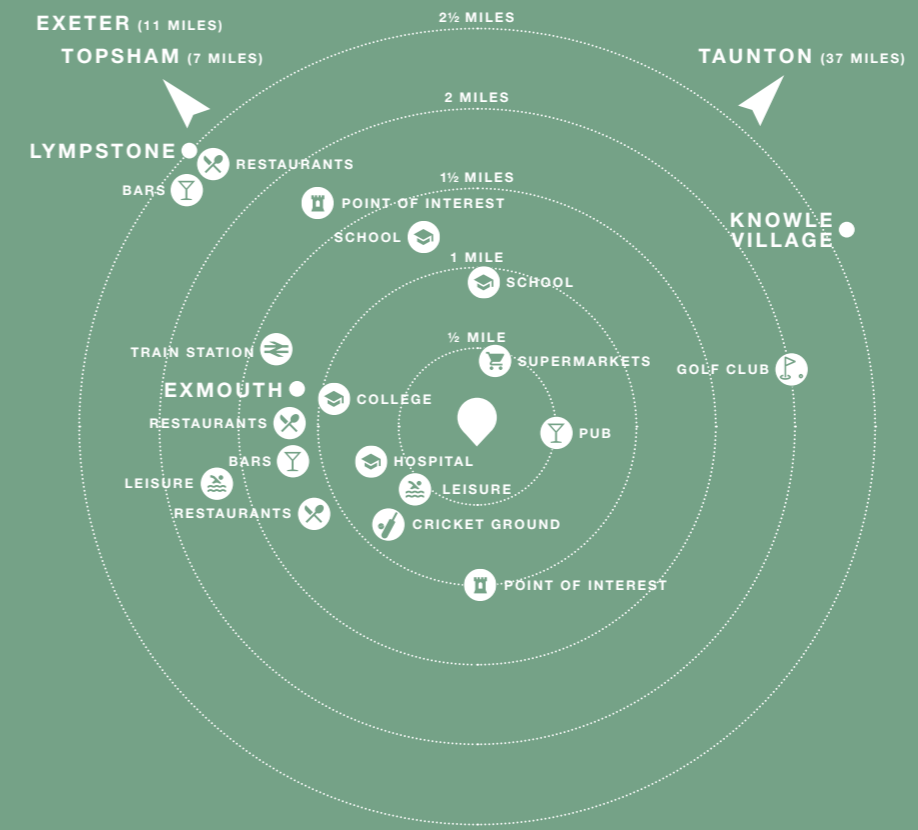 2½ MILES
EXETER (11 MILES)
TOPSHAM (7 MILES)
TAUNTON (37 MILES)
2 MILES
LYMPSTONE
RESTAURANTS
BARS
1½ MILES
POINT OF INTEREST
KNOWLE
VILLAGE
SCHOOL
1 MILE
SCHOOL
½ MILE
TRAIN STATION
SUPERMARKETS
GOLF CLUB
EXMOUTH
COLLEGE
RESTAURANTS
PUB
BARS
HOSPITAL
LEISURE
LEISURE
RESTAURANTS
CRICKET GROUND
POINT OF INTEREST